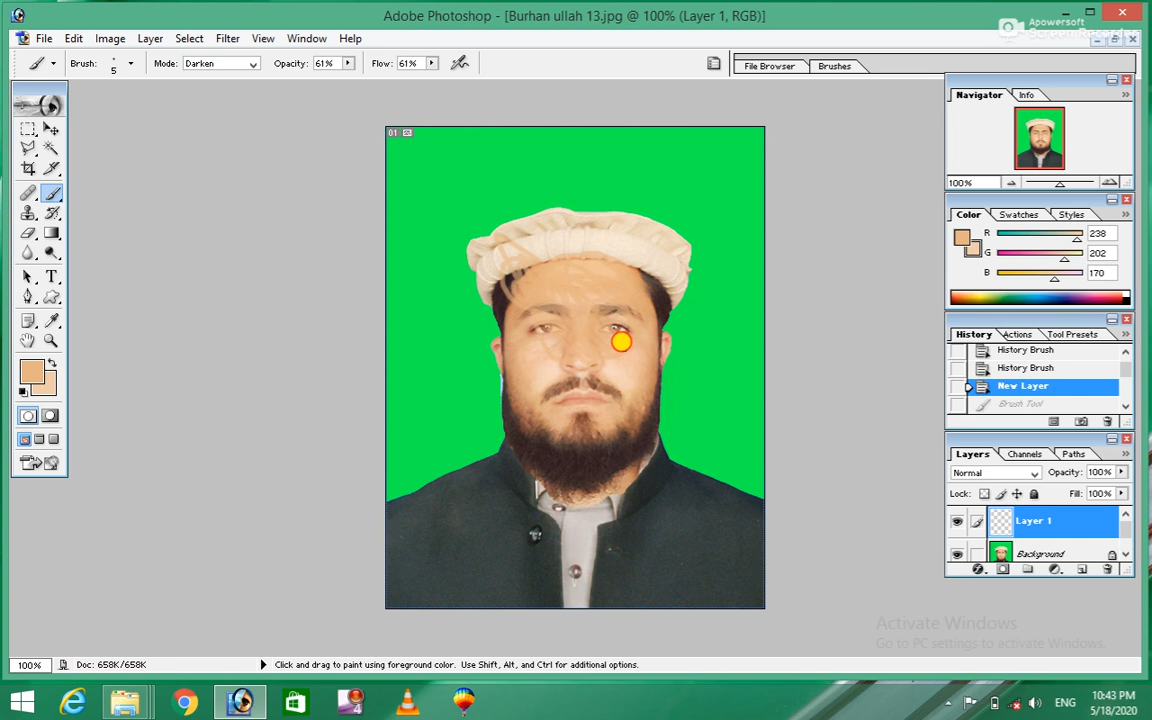 Adobe Photoshop - [Burhan ullah 13.jpg @ 100% (Layer 1, RGB)]
Apowersoft
File Edit Image Layer Select Filter View Window Help
Brush: 5 Mode: Darken Opacity: 61% Flow: 61%
File Browser Brushes
Navigator Info
01
100%
Color Swatches Styles
R 238
G 202
B 170
History Actions Tool Presets
History Brush
History Brush
New Layer
Brush Tool
Layers Channels Paths
Normal Opacity: 100%
Lock: Fill: 100%
Layer 1
Background
Activate Windows
Go to PC settings to activate Windows.
100% Doc: 658K/658K Click and drag to paint using foreground color. Use Shift, Alt, and Ctrl for additional options.
4
ENG
10:43 PM
5/18/2020